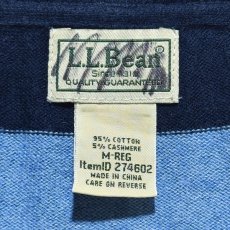 L.L.Bean
Since 1912
QUALITY GUARANTEED
95% COTTON
5% CASHMERE
M-REG
ItemID 274602
MADE IN CHINA
CARE ON REVERSE